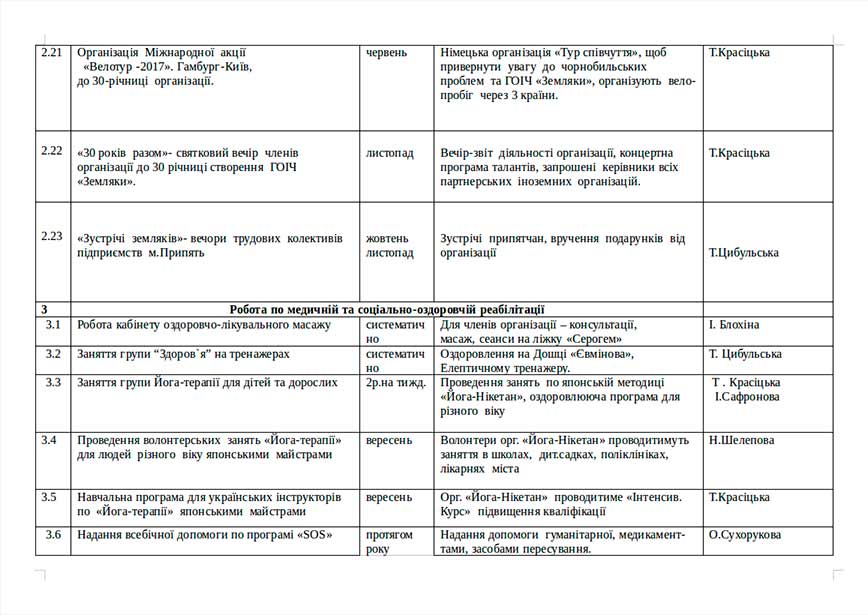 2.21 Організація Міжнародної акції червень Німецька організація «Тур співчуття», щоб Т.Красіцька
«Велотур -2017». Гамбург-Київ, привернути увагу до чорнобильських
до 30-річниці організації. проблем та ГОІЧ «Земляки», організують вело-
пробіг через 3 країни.
2.22 «30 років разом»- святковий вечір членів листопад Вечір-звіт діяльності організації, концертна Т.Красіцька
організації до 30 річниці створення ГОІЧ програма талантів, запрошені керівники всіх
«Земляки». партнерських іноземних організацій.
2.23 «Зустрічі земляків»- вечори трудових колективів жовтень Зустрічі припятчан, вручення подарунків від
підприємств м.Припять листопад організації Т.Цибульська
3 Робота по медичній та соціально-оздоровчій реабілітації
3.1 Робота кабінету оздоровчо-лікувального масажу систематич Для членів організації – консультації, І. Блохіна
но масаж, сеанси на ліжку «Серогем»
3.2 Заняття групи “Здоров`я” на тренажерах систематич Оздоровлення на Дошці «Євмінова», Т. Цибульська
но Елептичному тренажеру.
3.3 Заняття групи Йога-терапії для дітей та дорослих 2р.на тижд. Проведення занять по японській методиці Т . Красіцька
«Йога-Нікетан», оздоровлююча програма для І.Сафронова
різного віку
3.4 Проведення волонтерських занять «Йога-терапії» вересень Волонтери орг. «Йога-Нікетан» проводитимуть Н.Шелепова
для людей різного віку японськими майстрами заняття в школах, дит.садках, поліклініках,
лікарнях міста
3.5 Навчальна програма для українських інструкторів вересень Орг. «Йога-Нікетан» проводитиме «Інтенсив. Т.Красіцька
по «Йога-терапії» японськими майстрами Курс» підвищення кваліфікації
3.6 Надання всебічної допомоги по програмі «SOS» протягом Надання допомоги гуманітарної, медикамент- О.Сухорукова
року тами, засобами пересування.